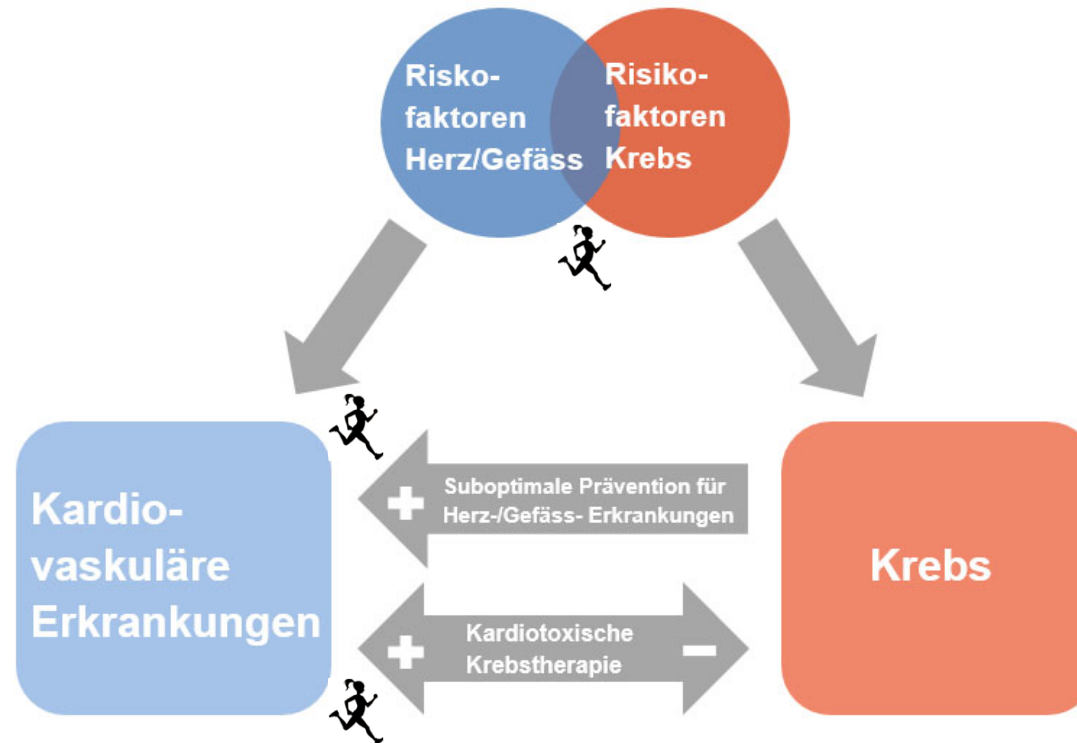 Risko-
faktoren
Herz/Gefäss
Risiko-
faktoren
Krebs
Kardio-
vaskuläre
Erkrankungen
+ Suboptimale Prävention für
Herz-/Gefäss- Erkrankungen
Krebs
+ Kardiotoxische −
Krebstherapie